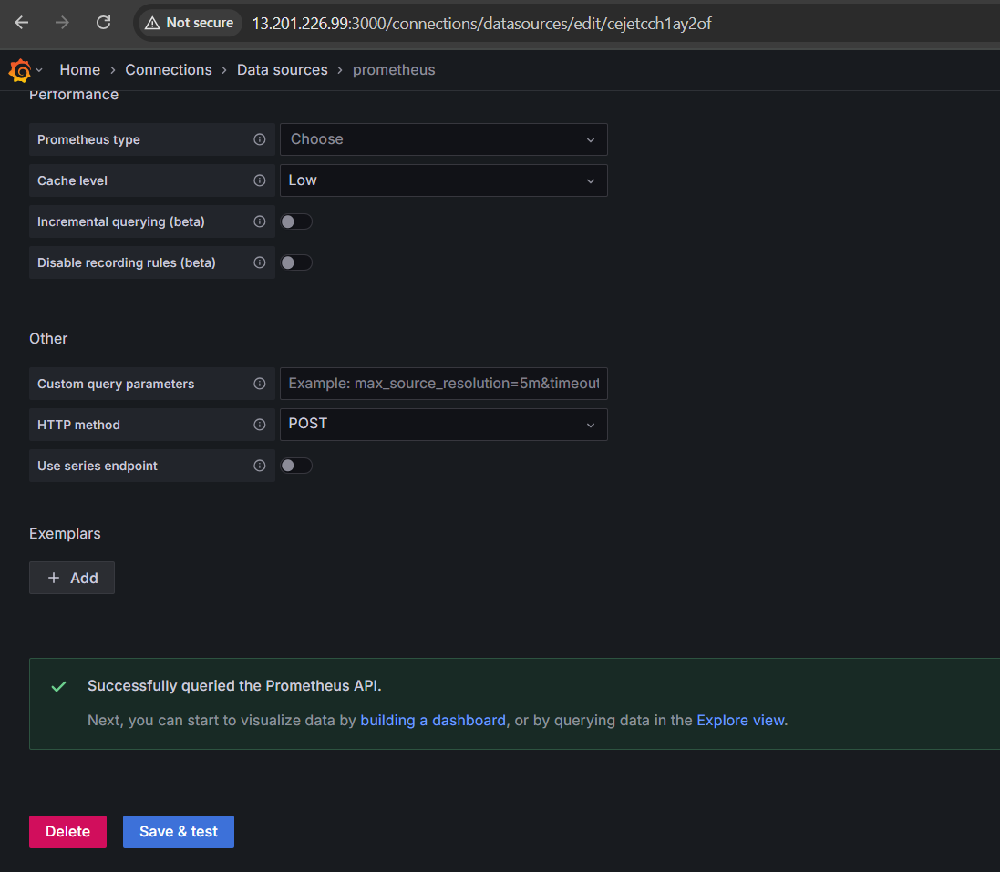 Not secure 13.201.226.99:3000/connections/datasources/edit/cejetcch1ay2of
Home › Connections › Data sources › prometheus
Performance
Prometheus type Choose
Cache level Low
Incremental querying (beta)
Disable recording rules (beta)
Other
Custom query parameters Example: max_source_resolution=5m&timeout
HTTP method POST
Use series endpoint
Exemplars
+ Add
Successfully queried the Prometheus API.
Next, you can start to visualize data by building a dashboard, or by querying data in the Explore view.
Delete Save & test